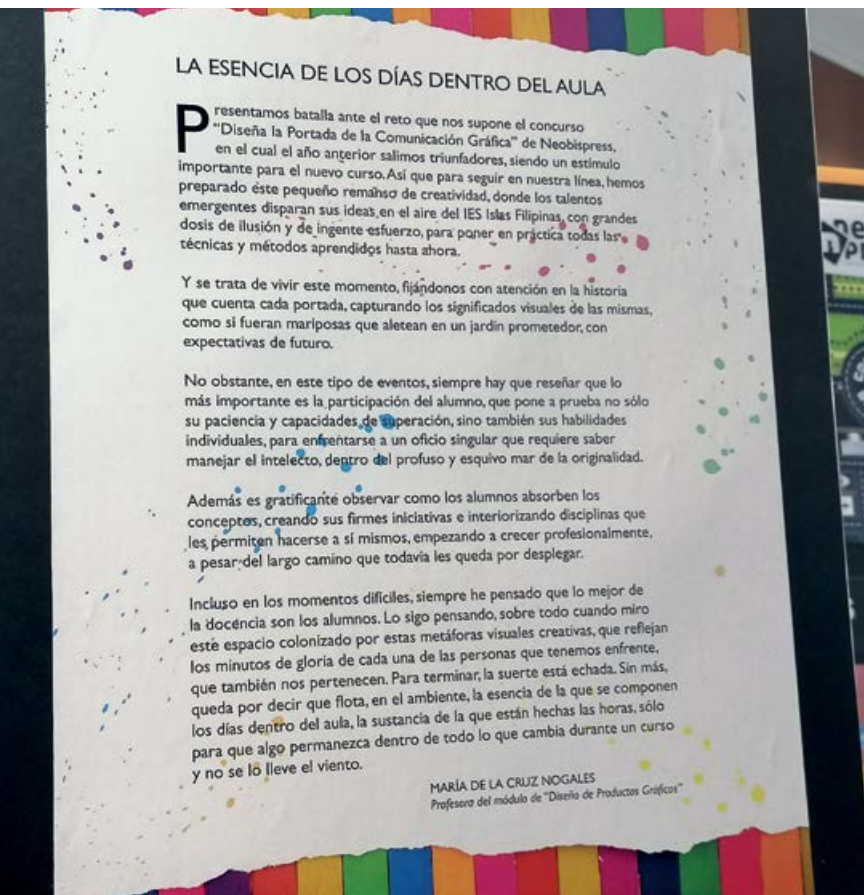 LA ESENCIA DE LOS DÍAS DENTRO DEL AULA
Presentamos batalla ante el reto que nos supone el concurso
"Diseña la Portada de la Comunicación Gráfica" de Neobispress,
en el cual el año anterior salimos triunfadores, siendo un estímulo
importante para el nuevo curso. Así que para seguir en nuestra línea, hemos
preparado este pequeño remanso de creatividad, donde los talentos
emergentes disparan sus ideas en el aire del IES Islas Filipinas, con grandes
dosis de ilusión y de ingente esfuerzo, para poner en práctica todas las
técnicas y métodos aprendidos hasta ahora.
Y se trata de vivir este momento, fijándonos con atención en la historia
que cuenta cada portada, capturando los significados visuales de las mismas,
como si fueran mariposas que aletean en un jardín prometedor, con
expectativas de futuro.
No obstante, en este tipo de eventos, siempre hay que reseñar que lo
más importante es la participación del alumno, que pone a prueba no sólo
su paciencia y capacidades de superación, sino también sus habilidades
individuales, para enfrentarse a un oficio singular que requiere saber
manejar el intelecto, dentro del profuso y esquivo mar de la originalidad.
Además es gratificante observar como los alumnos absorben los
conceptos, creando sus firmes iniciativas e interiorizando disciplinas que
les permiten hacerse a sí mismos, empezando a crecer profesionalmente,
a pesar del largo camino que todavía les queda por desplegar.
Incluso en los momentos difíciles, siempre he pensado que lo mejor de
la docencia son los alumnos. Lo sigo pensando, sobre todo cuando miro
este espacio colonizado por estas metáforas visuales creativas, que reflejan
los minutos de gloria de cada una de las personas que tenemos enfrente,
que también nos pertenecen. Para terminar, la suerte está echada. Sin más,
queda por decir que flota, en el ambiente, la esencia de la que se componen
los días dentro del aula, la sustancia de la que están hechas las horas, sólo
para que algo permanezca dentro de todo lo que cambia durante un curso
y no se lo lleve el viento.
MARÍA DE LA CRUZ NOGALES
Profesora del módulo de "Diseño de Productos Gráficos"